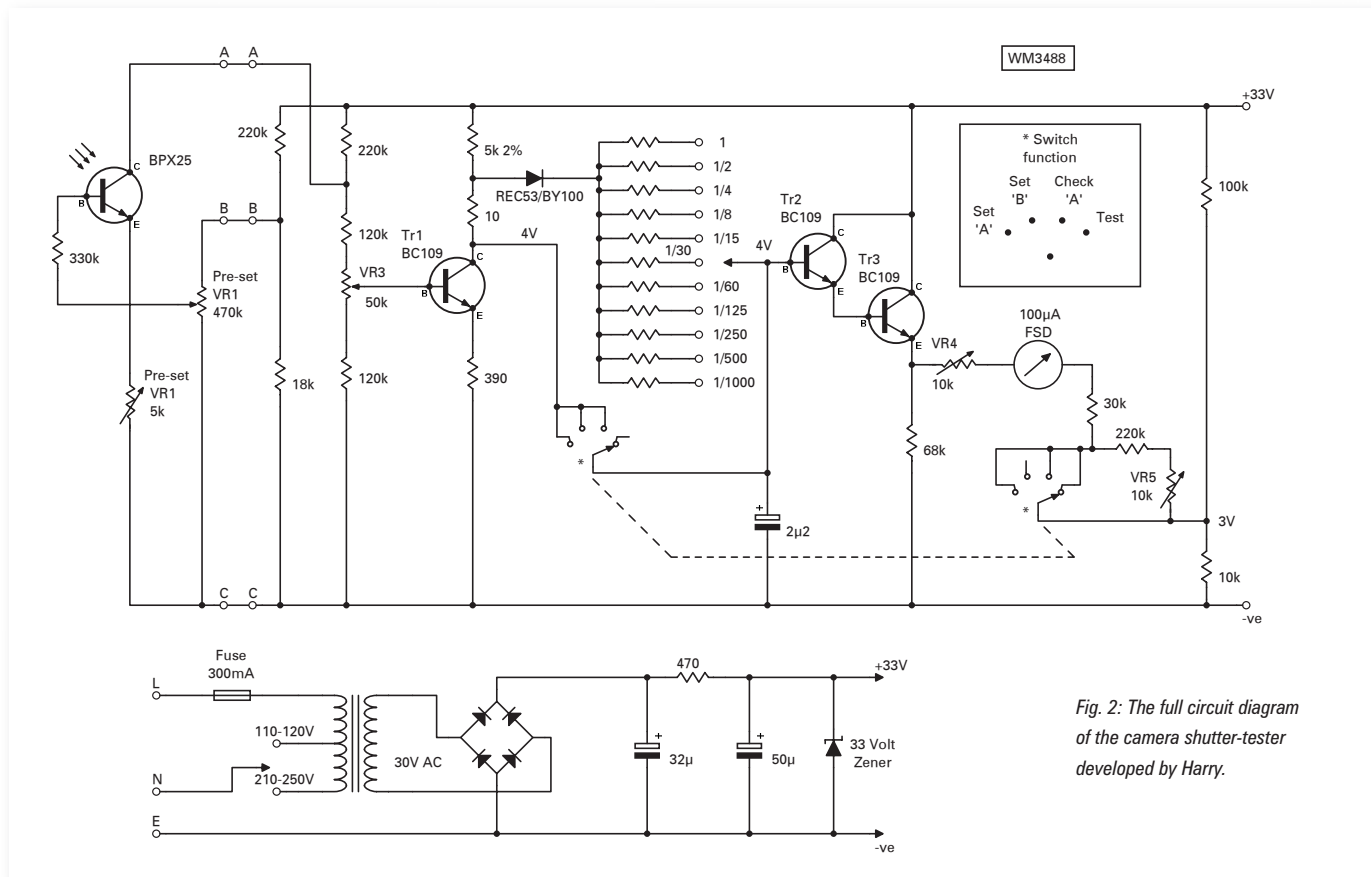 WM3488
A A
+33V
220k
220k
5k 2%
1
* Switch
function
BPX25
C
B
E
REC53/BY100
1/2
1/4
Set
'B'
Check
'A'
Set
'A'
Test
100k
B B
10
1/8
Tr2
BC109
1/15
330k
120k
Tr1
BC109
4V
1/30
4V
C
B
E
Tr3
BC109
Pre-set
VR1
470k
VR3
50k
C
B
E
1/60
1/125
C
B
E
100µA
FSD
1/250
VR4
10k
Pre-set
VR1
5k
18k
120k
390
1/500
1/1000
30k
68k
220k
VR5
10k
*
*
3V
+
2µ2
10k
C C
-ve
Fuse
300mA
470
+33V
L
110-120V
30V AC
+
32µ
+
50µ
33 Volt
Zener
N
210-250V
E
-ve
Fig. 2: The full circuit diagram
of the camera shutter-tester
developed by Harry.